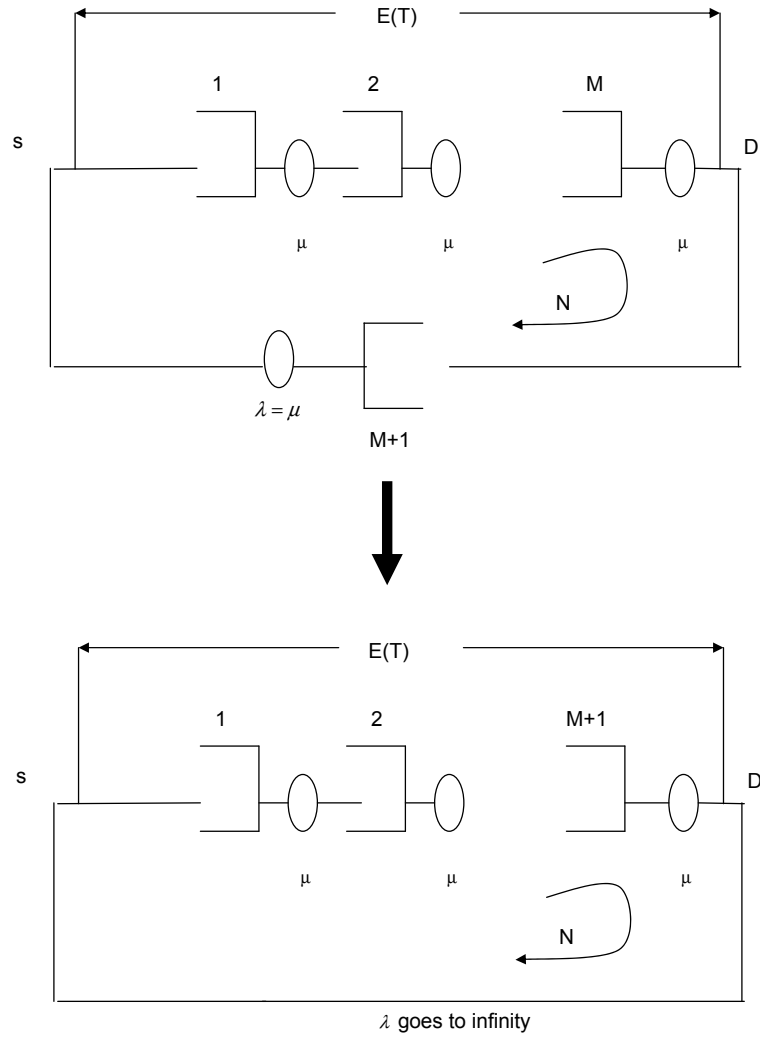 E(T)
1 2 M
s D
μ μ μ
N
λ = μ
M+1
E(T)
1 2 M+1
s D
μ μ μ
N
λ goes to infinity